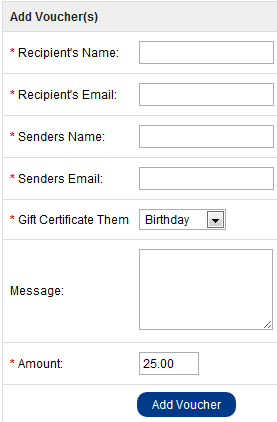 Add Voucher(s)
* Recipient's Name:
* Recipient's Email:
* Senders Name:
* Senders Email:
* Gift Certificate Them Birthday
Message:
* Amount: 25.00
Add Voucher